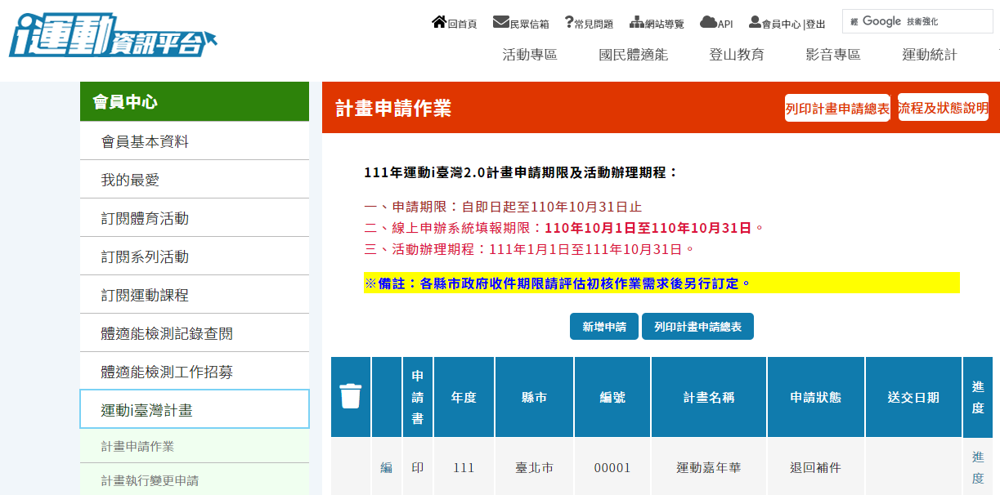 i運動資訊平台
回首頁 民眾信箱 ?常見問題 網站導覽 API 會員中心 |登出
經 Google 技術強化
活動專區 國民體適能 登山教育 影音專區 運動統計
會員中心
會員基本資料
我的最愛
訂閱體育活動
訂閱系列活動
訂閱運動課程
體適能檢測記錄查閱
體適能檢測工作招募
運動i臺灣計畫
計畫申請作業
計畫執行變更申請
計畫申請作業
列印計畫申請總表 流程及狀態說明
111年運動i臺灣2.0計畫申請期限及活動辦理期程：
一、申請期限：自即日起至110年10月31日止
二、線上申辦系統填報期限：110年10月1日至110年10月31日。
三、活動辦理期程：111年1月1日至111年10月31日。
※備註：各縣市政府收件期限請評估初核作業需求後另行訂定。
新增申請 列印計畫申請總表
申請書 年度 縣市 編號 計畫名稱 申請狀態 送交日期 進度
編 印 111 臺北市 00001 運動嘉年華 退回補件 進度